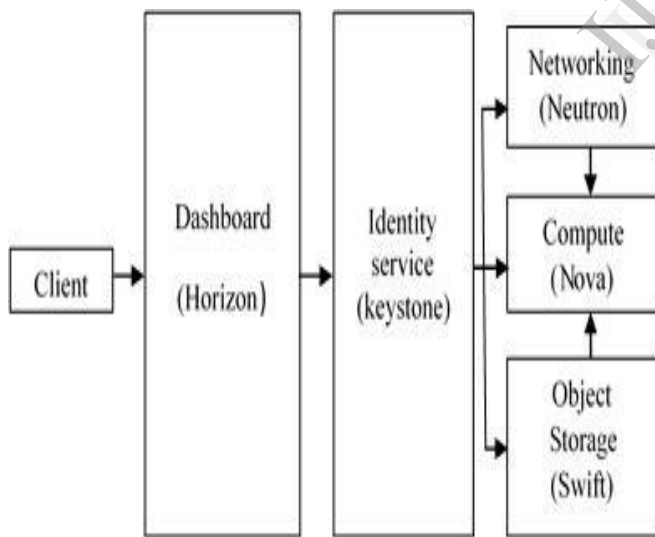 Client
Dashboard
(Horizon)
Identity
service
(keystone)
Networking
(Neutron)
Compute
(Nova)
Object
Storage
(Swift)